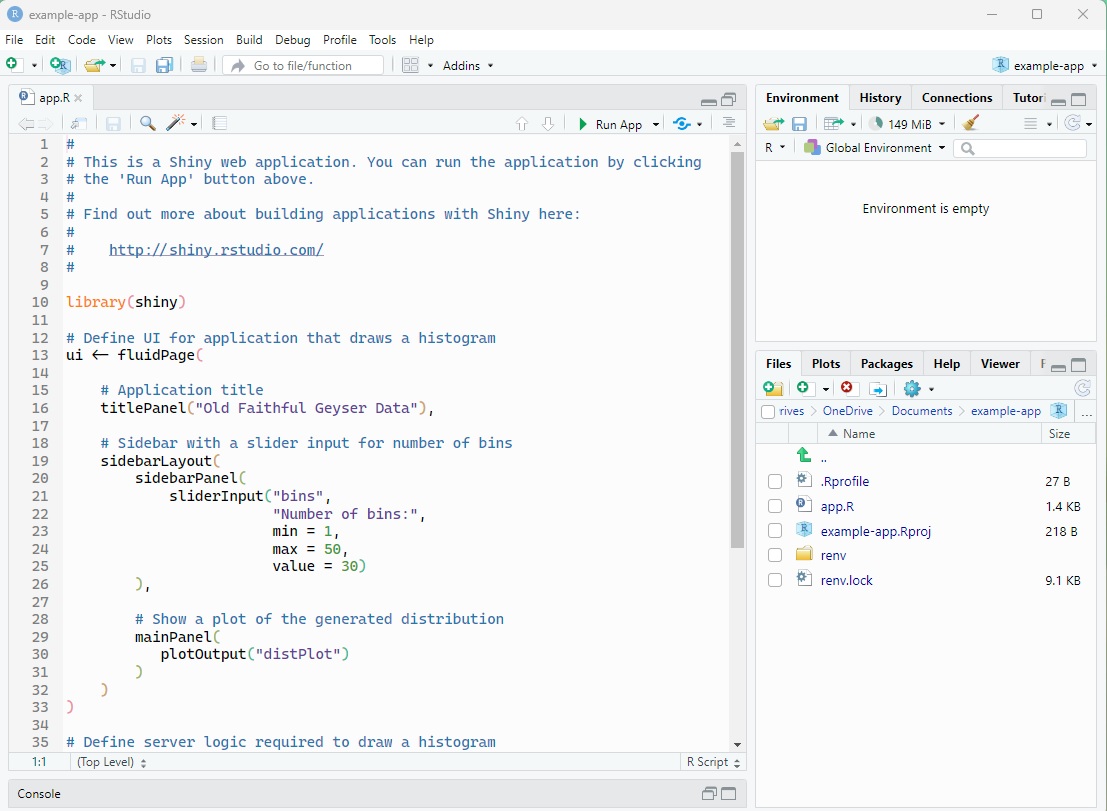 example-app - RStudio
File Edit Code View Plots Session Build Debug Profile Tools Help
Go to file/function Addins example-app
app.R
Run App
1 #
2 # This is a Shiny web application. You can run the application by clicking
3 # the 'Run App' button above.
4 #
5 # Find out more about building applications with Shiny here:
6 #
7 #    http://shiny.rstudio.com/
8 #
9
10 library(shiny)
11
12 # Define UI for application that draws a histogram
13 ui <- fluidPage(
14
15     # Application title
16     titlePanel("Old Faithful Geyser Data"),
17
18     # Sidebar with a slider input for number of bins
19     sidebarLayout(
20         sidebarPanel(
21             sliderInput("bins",
22                         "Number of bins:",
23                         min = 1,
24                         max = 50,
25                         value = 30)
26         ),
27
28         # Show a plot of the generated distribution
29         mainPanel(
30            plotOutput("distPlot")
31         )
32     )
33 )
34
35 # Define server logic required to draw a histogram
1:1 (Top Level) R Script
Console
Environment History Connections Tutori
149 MiB
R Global Environment
Environment is empty
Files Plots Packages Help Viewer
rives OneDrive Documents example-app ...
Name Size
..
.Rprofile 27 B
app.R 1.4 KB
example-app.Rproj 218 B
renv
renv.lock 9.1 KB